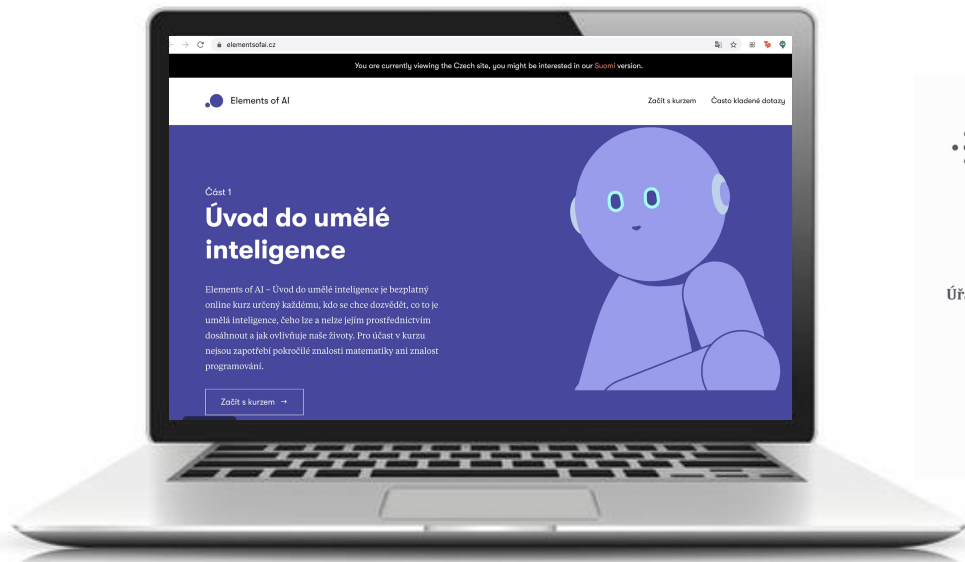 elementsofai.cz
You are currently viewing the Czech site, you might be interested in our Suomi version.
Elements of AI
Začít s kurzem Často kladené dotazy
Část 1
Úvod do umělé
inteligence
Elements of AI – Úvod do umělé inteligence je bezplatný
online kurz určený každému, kdo se chce dozvědět, co to je
umělá inteligence, čeho lze a nelze jejím prostřednictvím
dosáhnout a jak ovlivňuje naše životy. Pro účast v kurzu
nejsou zapotřebí pokročilé znalosti matematiky ani znalost
programování.
Začít s kurzem →